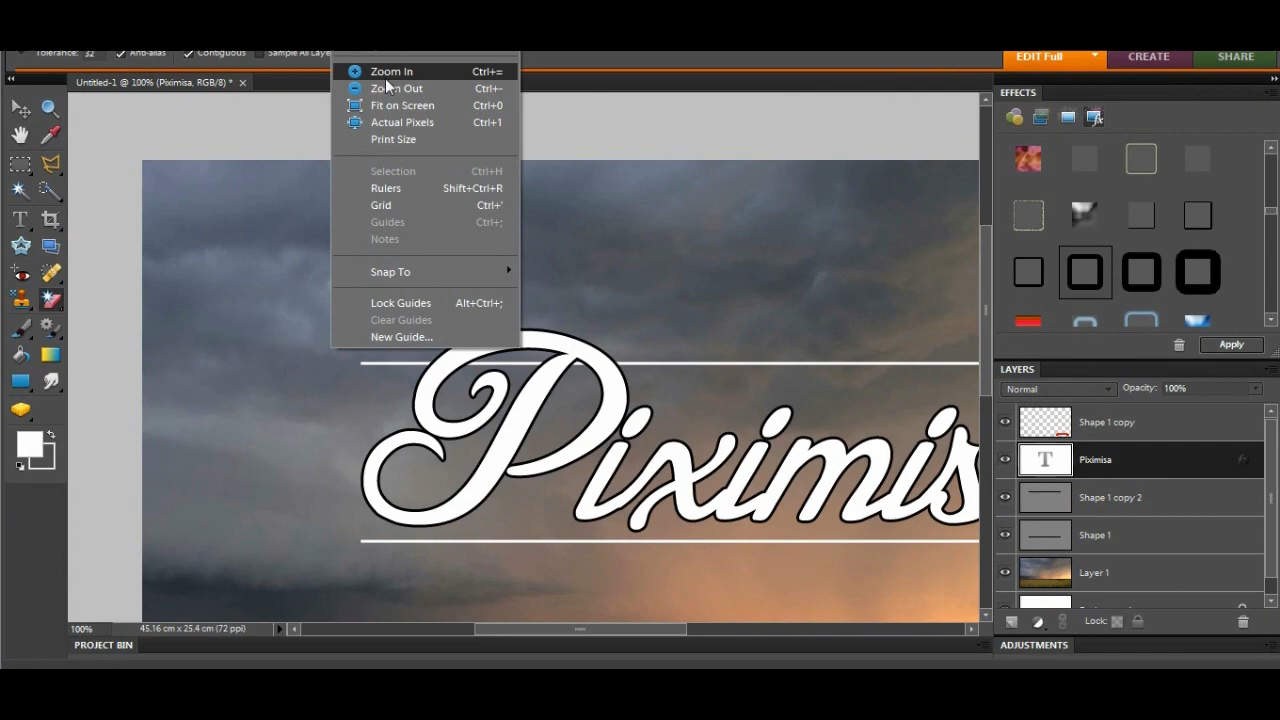 Tolerance: 32 Anti-alias Contiguous Sample All Layer
EDIT Full CREATE SHARE
Untitled-1 @ 100% (Piximisa, RGB/8) *
Zoom In Ctrl+=
Zoom Out Ctrl+-
Fit on Screen Ctrl+0
Actual Pixels Ctrl+1
Print Size
Selection Ctrl+H
Rulers Shift+Ctrl+R
Grid Ctrl+'
Guides Ctrl+;
Notes
Snap To
Lock Guides Alt+Ctrl+;
Clear Guides
New Guide...
Piximis
100% 45.16 cm x 25.4 cm (72 ppi)
PROJECT BIN
EFFECTS
Apply
LAYERS
Normal Opacity: 100%
Shape 1 copy
T
Piximisa
Shape 1 copy 2
Shape 1
Layer 1
Lock:
ADJUSTMENTS